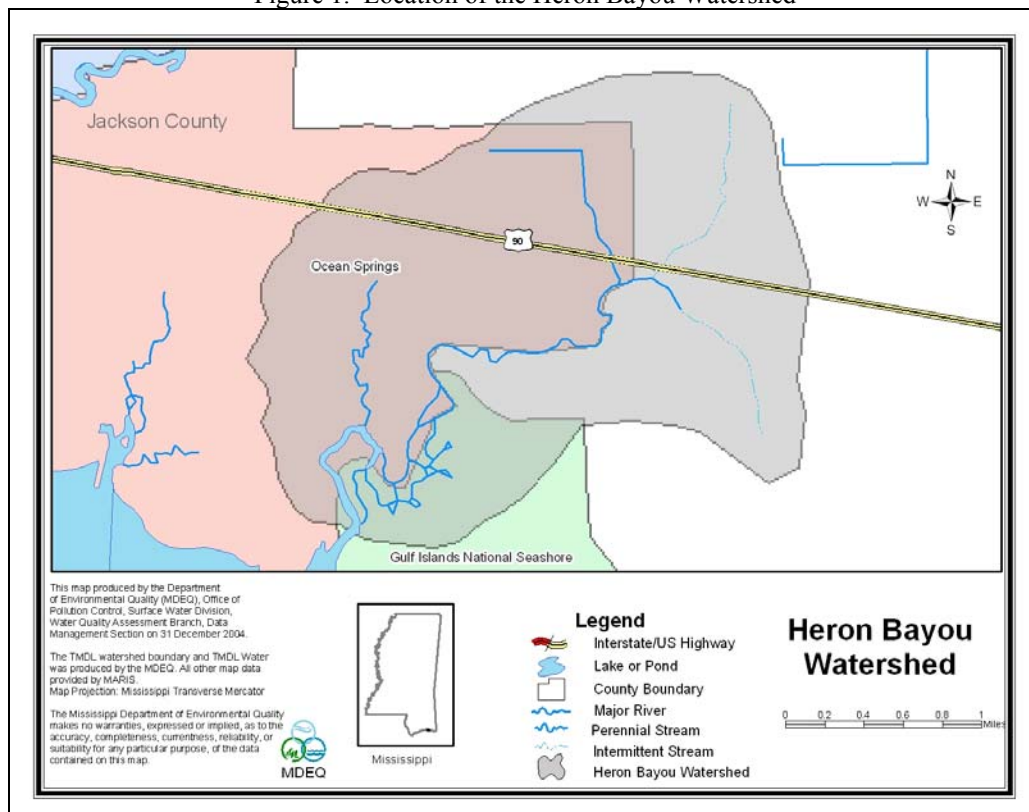 Figure 1. Location of the Heron Bayou Watershed
Jackson County
N
W
E
S
90
Ocean Springs
Gulf Islands National Seashore
This map produced by the Department
of Environmental Quality (MDEQ), Office of
Pollution Control, Surface Water Division,
Water Quality Assessment Branch, Data
Management Section on 31 December 2004.
The TMDL watershed boundary and TMDL Water
was produced by the MDEQ. All other map data
provided by MARIS.
Map Projection: Mississippi Transverse Mercator
The Mississippi Department of Environmental Quality
makes no warranties, expressed or implied, as to the
accuracy, completeness, currentness, reliability, or
suitability for any particular purpose, of the data
contained on this map.
MDEQ
Mississippi
Legend
Interstate/US Highway
Lake or Pond
County Boundary
Major River
Perennial Stream
Intermittent Stream
Heron Bayou Watershed
Heron Bayou
Watershed
0 0.2 0.4 0.6 0.8 1
Miles